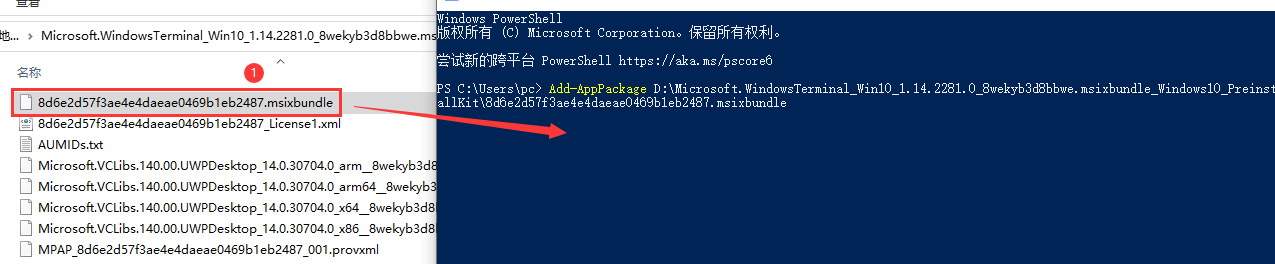 查看
地...
Microsoft.WindowsTerminal_Win10_1.14.2281.0_8wekyb3d8bbwe.ms
名称
1
8d6e2d57f3ae4e4daeae0469b1eb2487.msixbundle
8d6e2d57f3ae4e4daeae0469b1eb2487_License1.xml
AUMIDs.txt
Microsoft.VCLibs.140.00.UWPDesktop_14.0.30704.0_arm__8wekyb3d8
Microsoft.VCLibs.140.00.UWPDesktop_14.0.30704.0_arm64__8wekyb3
Microsoft.VCLibs.140.00.UWPDesktop_14.0.30704.0_x64__8wekyb3d8b
Microsoft.VCLibs.140.00.UWPDesktop_14.0.30704.0_x86__8wekyb3d8b
MPAP_8d6e2d57f3ae4e4daeae0469b1eb2487_001.provxml
Windows PowerShell
版权所有 (C) Microsoft Corporation。保留所有权利。
尝试新的跨平台 PowerShell https://aka.ms/pscore6
PS C:\Users\pc> Add-AppPackage D:\Microsoft.WindowsTerminal_Win10_1.14.2281.0_8wekyb3d8bbwe.msixbundle_Windows10_Preinst
allKit\8d6e2d57f3ae4e4daeae0469b1eb2487.msixbundle